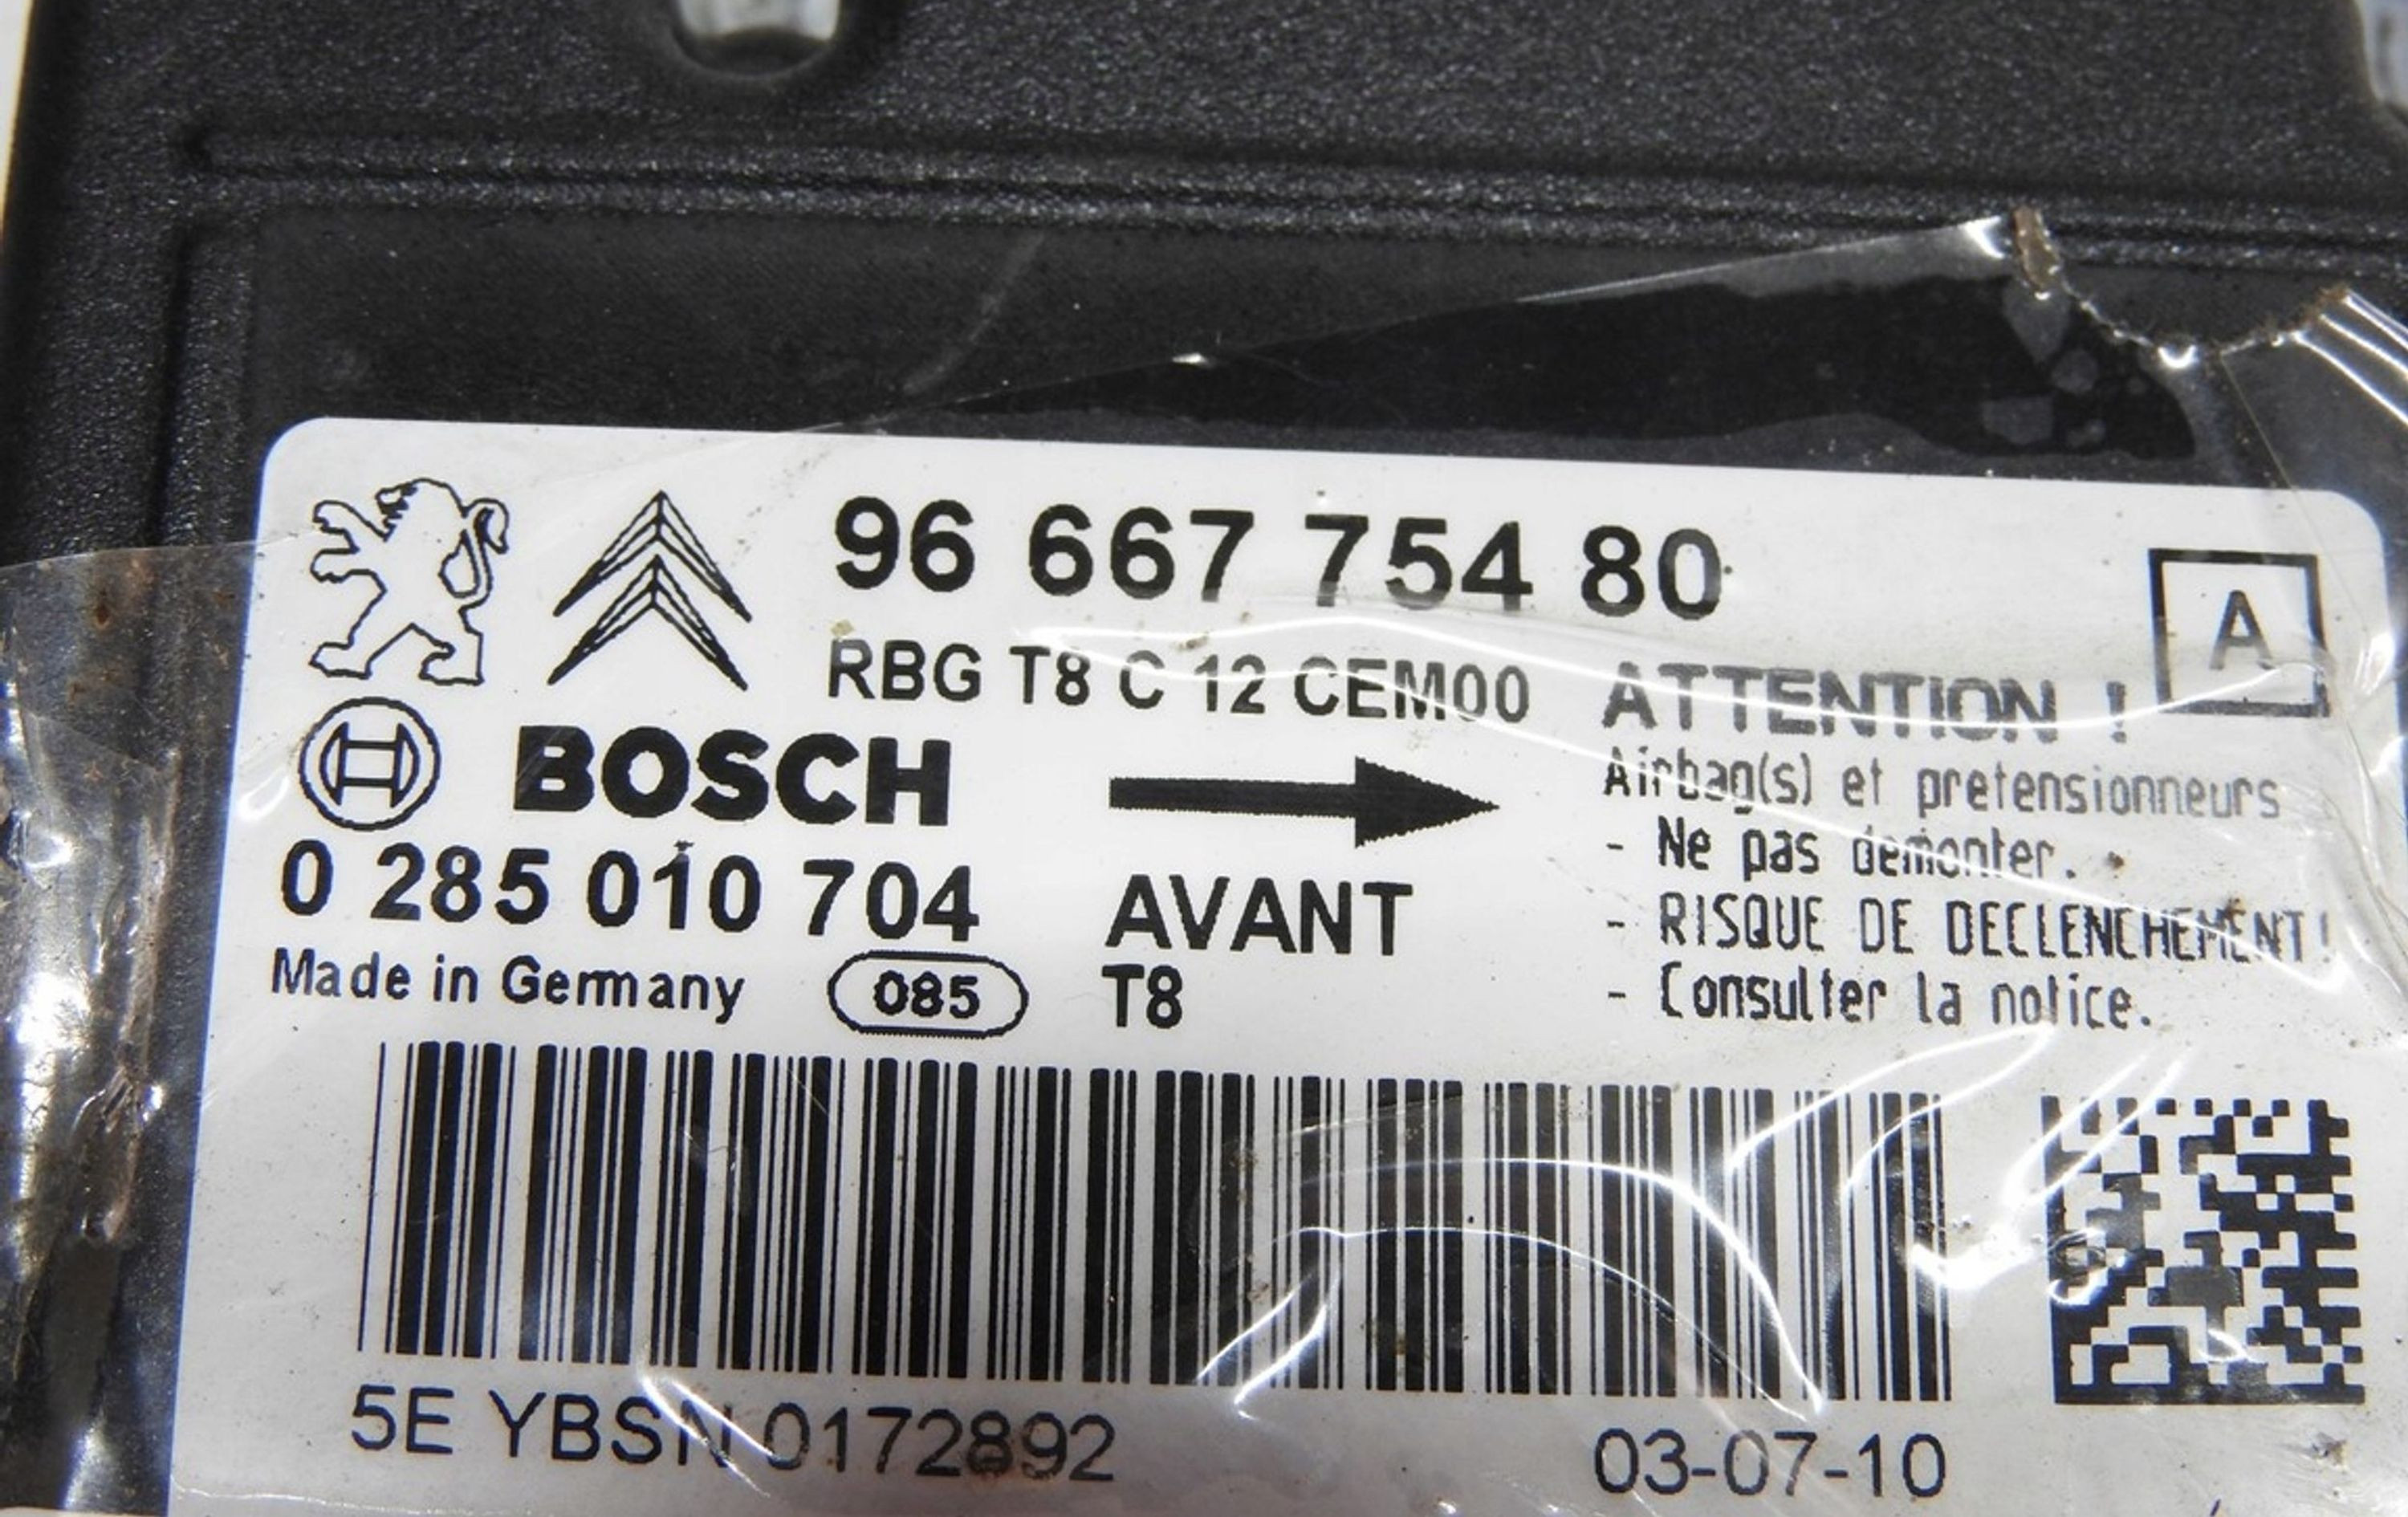 96 667 754 80
A
RBG T8 C 12 CEM00
BOSCH
0 285 010 704
Made in Germany
085
AVANT
T8
ATTENTION !
Airbag(s) et pretensionneurs
- Ne pas demonter.
- RISQUE DE DECLENCHEMENT!
- Consulter la notice.
5E YBSN 0172892
03-07-10